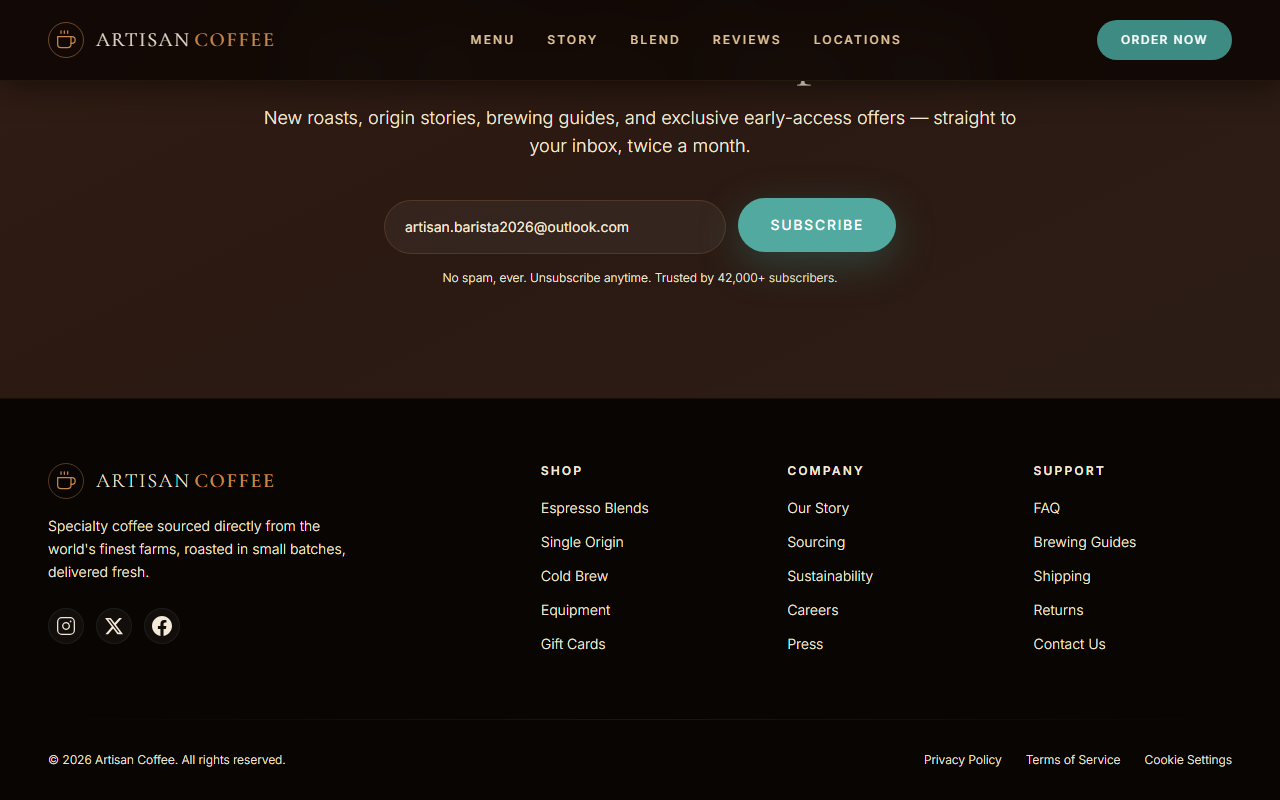 ARTISAN COFFEE
MENU STORY BLEND REVIEWS LOCATIONS
ORDER NOW
New roasts, origin stories, brewing guides, and exclusive early-access offers — straight to
your inbox, twice a month.
artisan.barista2026@outlook.com
SUBSCRIBE
No spam, ever. Unsubscribe anytime. Trusted by 42,000+ subscribers.
ARTISAN COFFEE
Specialty coffee sourced directly from the
world's finest farms, roasted in small batches,
delivered fresh.
SHOP
Espresso Blends
Single Origin
Cold Brew
Equipment
Gift Cards
COMPANY
Our Story
Sourcing
Sustainability
Careers
Press
SUPPORT
FAQ
Brewing Guides
Shipping
Returns
Contact Us
© 2026 Artisan Coffee. All rights reserved.
Privacy Policy Terms of Service Cookie Settings